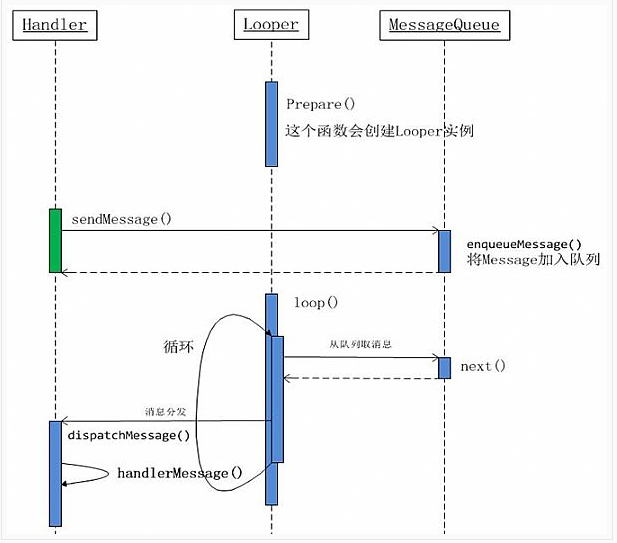 Handler
Looper
MessageQueue
Prepare()
这个函数会创建Looper实例
sendMessage()
enqueueMessage()
将Message加入队列
loop()
循环
从队列取消息
next()
消息分发
dispatchMessage()
handlerMessage()